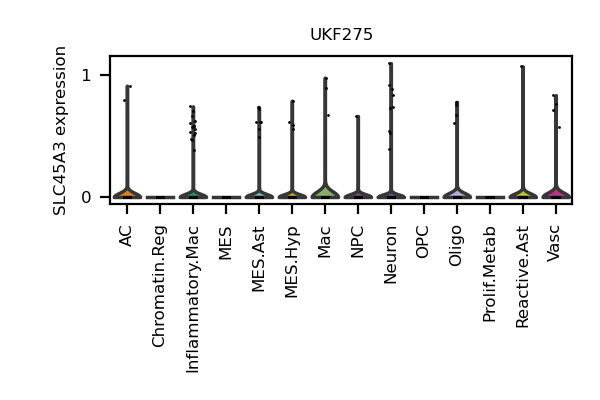 UKF275
SLC45A3 expression
1
0
AC
Chromatin.Reg
Inflammatory.Mac
MES
MES.Ast
MES.Hyp
Mac
NPC
Neuron
OPC
Oligo
Prolif.Metab
Reactive.Ast
Vasc